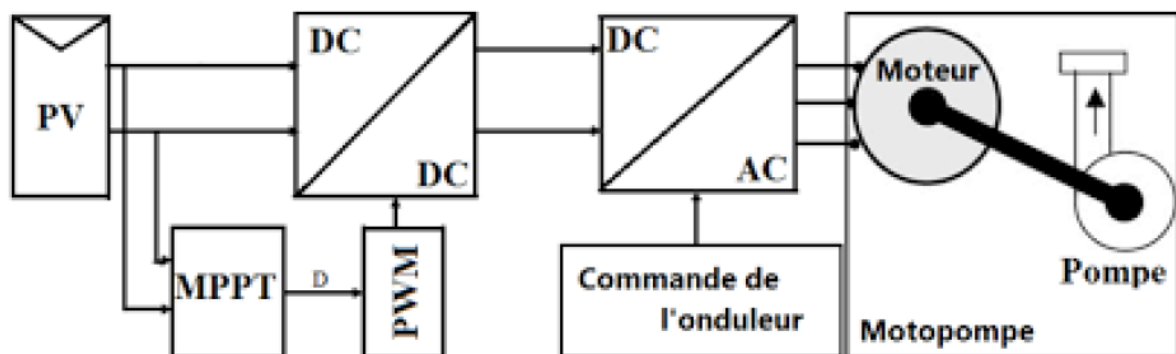 PV
DC
DC
DC
AC
Moteur
Pompe
MPPT
D
PWM
Commande de
l'onduleur
Motopompe